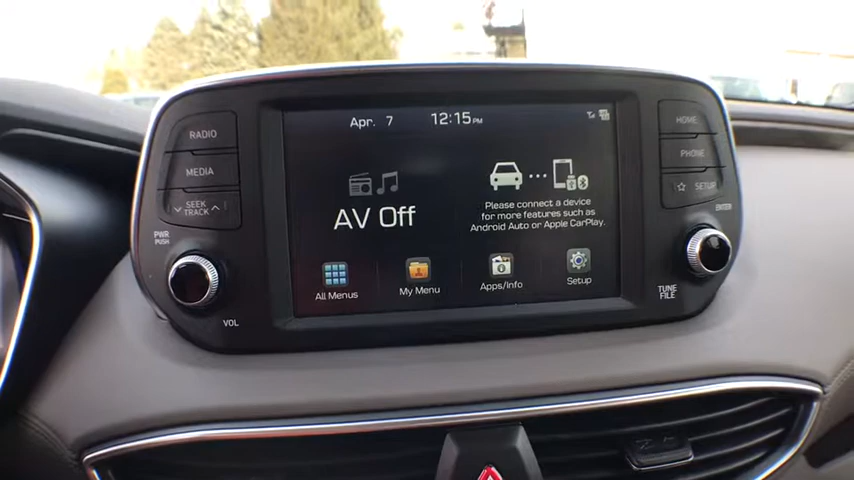 Apr. 7
12:15 PM
RADIO
MEDIA
SEEK
TRACK
PWR
PUSH
VOL
AV Off
Please connect a device
for more features such as
Android Auto or Apple CarPlay.
All Menus
My Menu
Apps/Info
Setup
HOME
PHONE
SETUP
ENTER
TUNE
FILE